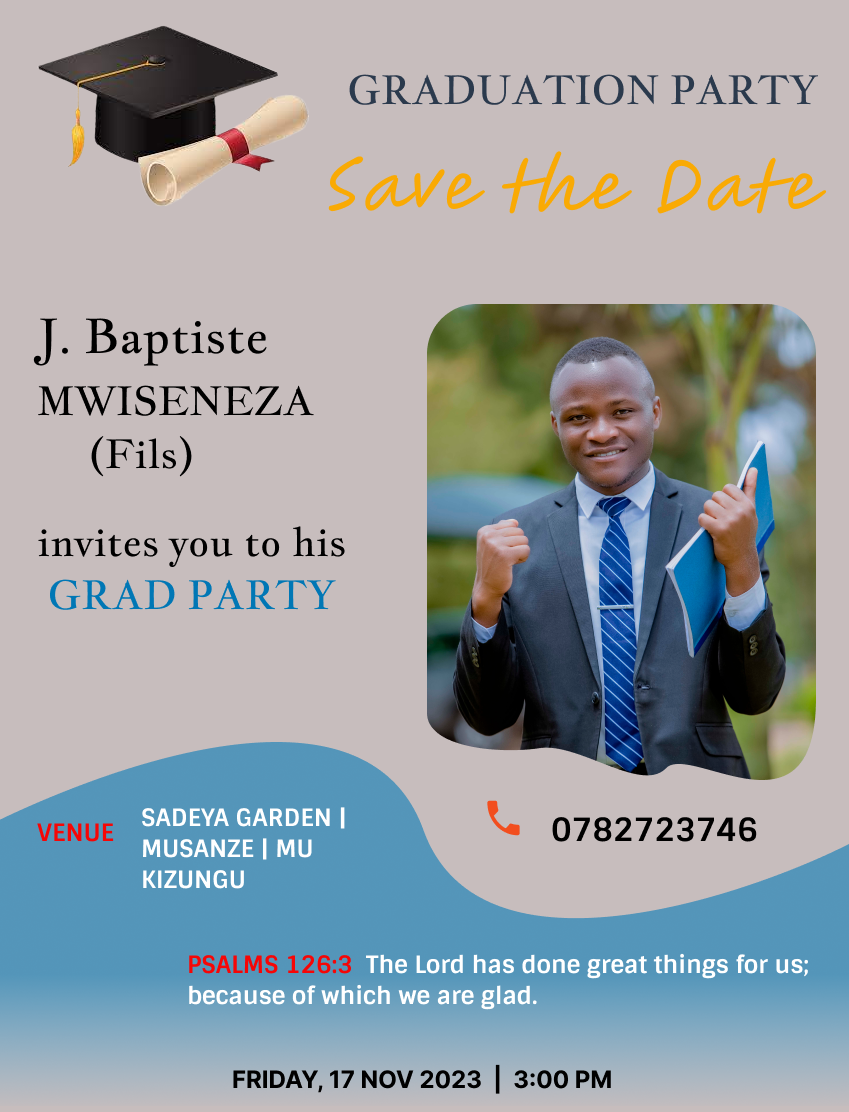 GRADUATION PARTY
Save the Date
J. Baptiste
MWISENEZA
(Fils)
invites you to his
GRAD PARTY
VENUE
SADEYA GARDEN |
MUSANZE | MU
KIZUNGU
0782723746
PSALMS 126:3 The Lord has done great things for us;
because of which we are glad.
FRIDAY, 17 NOV 2023 | 3:00 PM